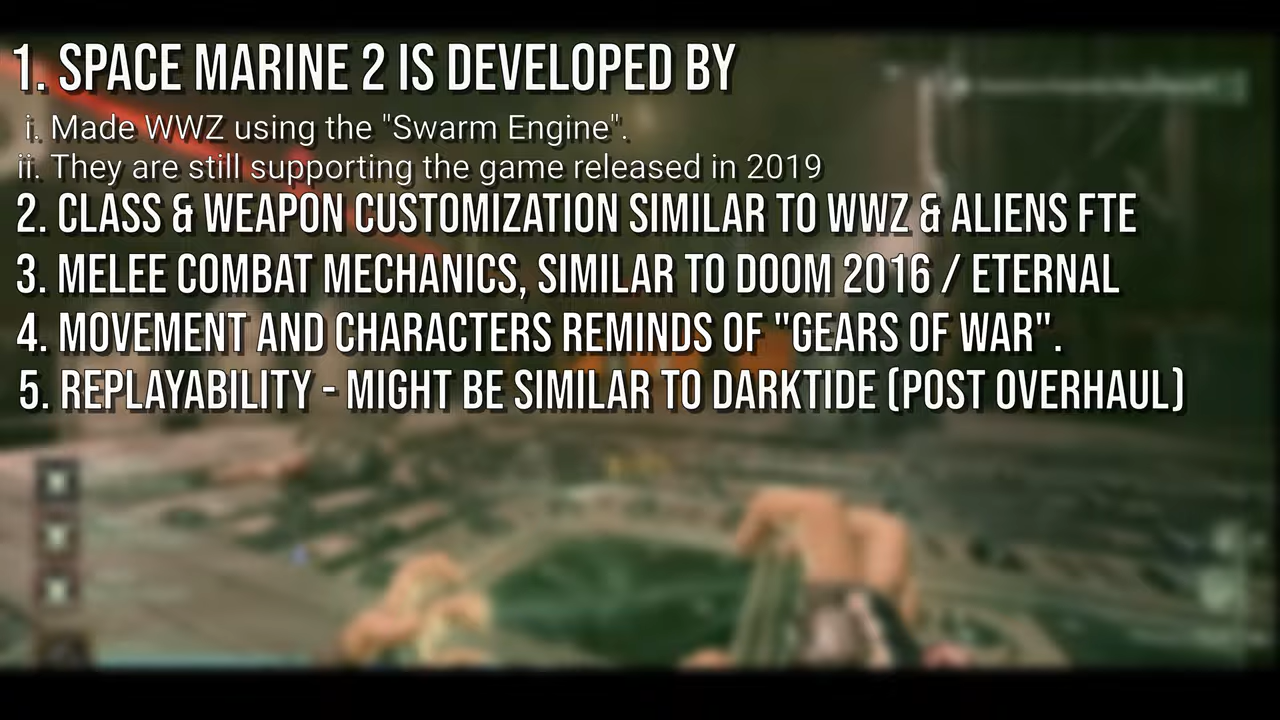 1. SPACE MARINE 2 IS DEVELOPED BY
i. Made WWZ using the "Swarm Engine".
ii. They are still supporting the game released in 2019
2. CLASS & WEAPON CUSTOMIZATION SIMILAR TO WWZ & ALIENS FTE
3. MELEE COMBAT MECHANICS, SIMILAR TO DOOM 2016 / ETERNAL
4. MOVEMENT AND CHARACTERS REMINDS OF "GEARS OF WAR".
5. REPLAYABILITY - MIGHT BE SIMILAR TO DARKTIDE (POST OVERHAUL)